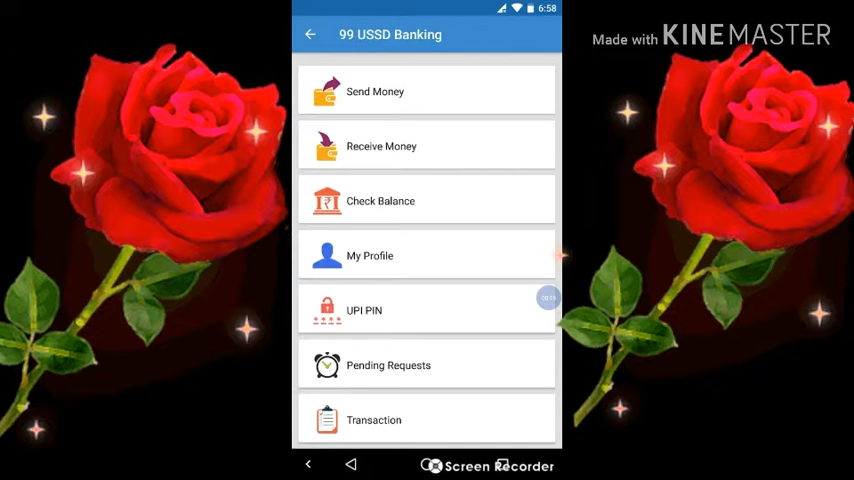 6:58
99 USSD Banking
Made with KINEMASTER
Send Money
Receive Money
₹
Check Balance
My Profile
UPI PIN
Pending Requests
Transaction
Screen Recorder